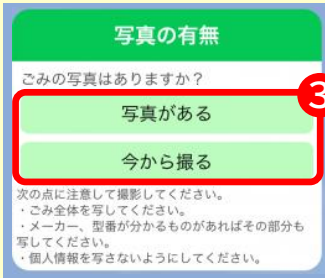 写真の有無
ごみの写真はありますか？
③
写真がある
今から撮る
次の点に注意して撮影してください。
・ごみ全体を写してください。
・メーカー、型番が分かるものがあればその部分も
写してください。
・個人情報を写さないようにしてください。